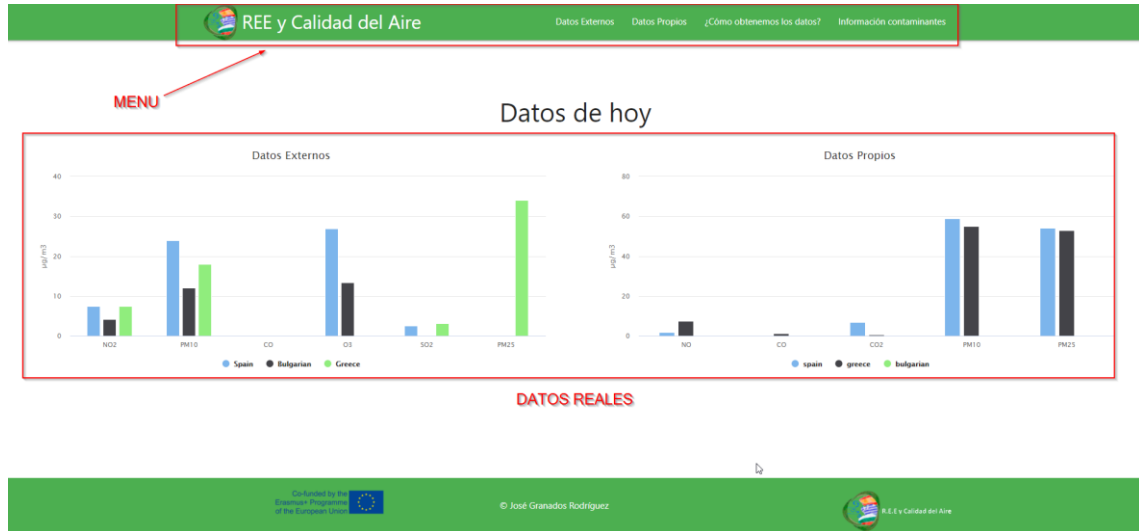 REE y Calidad del Aire
Datos Externos Datos Propios ¿Cómo obtenemos los datos? Información contaminantes
MENU
Datos de hoy
Datos Externos
40
30
20
10
0
µg/m3
NO2 PM10 CO O3 SO2 PM25
Spain Bulgarian Greece
Datos Propios
80
60
40
20
0
µg/m3
NO CO CO2 PM10 PM25
spain greece bulgarian
DATOS REALES
Co-funded by the
Erasmus+ Programme
of the European Union
© José Granados Rodríguez
R.E.E y Calidad del Aire